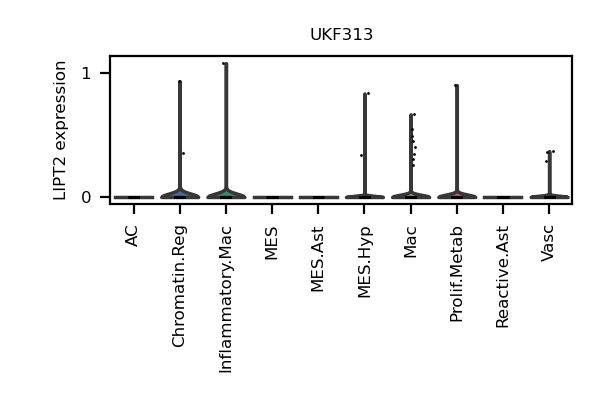 UKF313
LIPT2 expression
1
0
AC
Chromatin.Reg
Inflammatory.Mac
MES
MES.Ast
MES.Hyp
Mac
Prolif.Metab
Reactive.Ast
Vasc